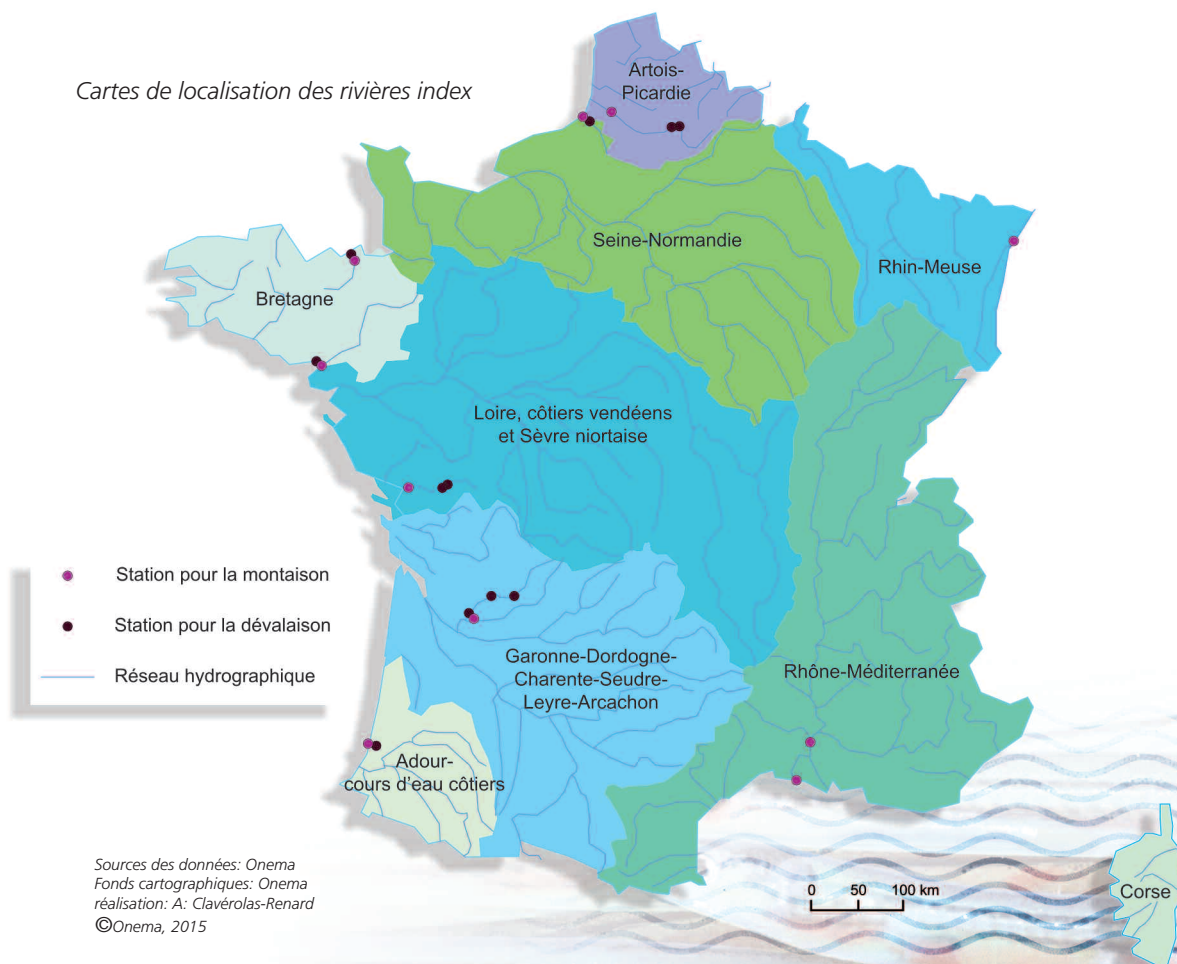 Cartes de localisation des rivières index
Artois-
Picardie
Seine-Normandie
Rhin-Meuse
Bretagne
Loire, côtiers vendéens
et Sèvre niortaise
Station pour la montaison
Station pour la dévalaison
Réseau hydrographique
Garonne-Dordogne-
Charente-Seudre-
Leyre-Arcachon
Rhône-Méditerranée
Adour-
cours d'eau côtiers
Sources des données: Onema
Fonds cartographiques: Onema
réalisation: A: Clavérolas-Renard
©Onema, 2015
0 50 100 km
Corse